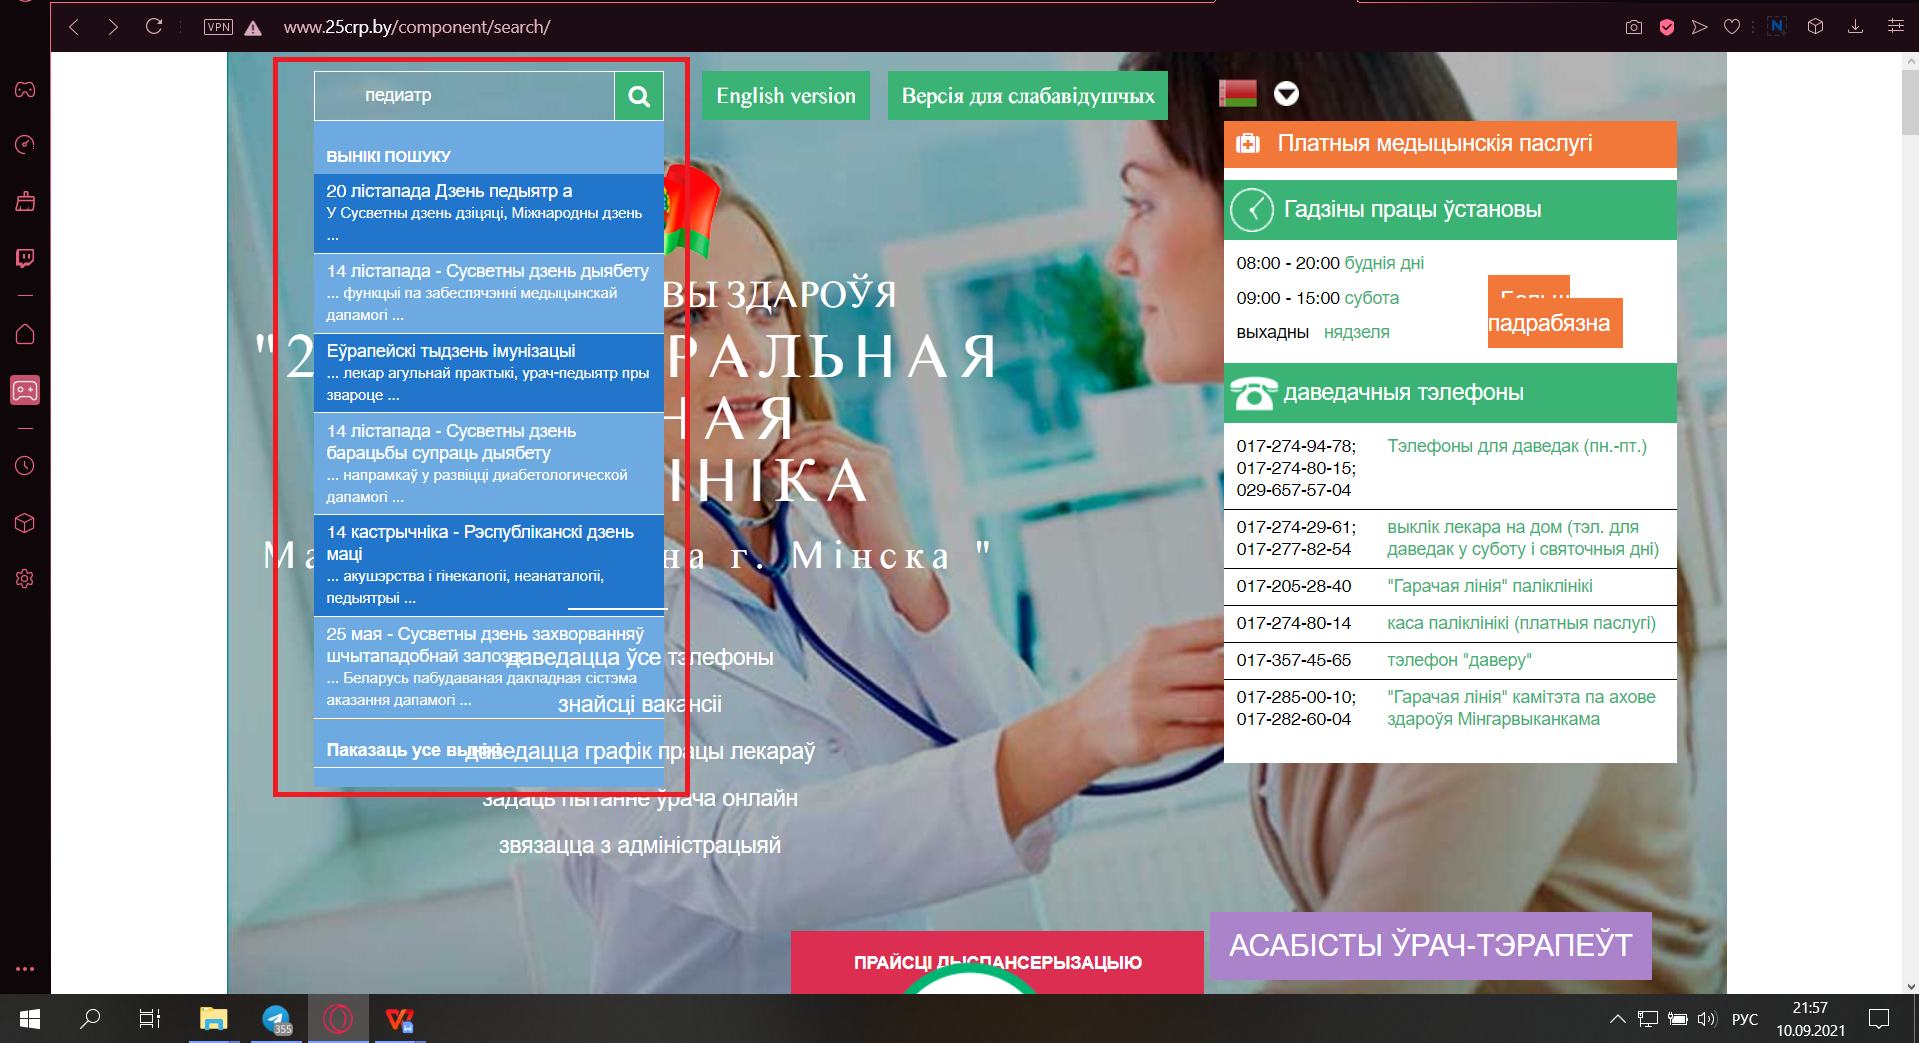 VPN
www.25crp.by/component/search/
педиатр
English version
Версія для слабавідушчых
ВЫНІКІ ПОШУКУ
20 лістапада Дзень педыятр а
У Сусветны дзень дзіцяці, Міжнародны дзень
...
14 лістапада - Сусветны дзень дыябету
... функцыі па забеспячэнні медыцынскай
дапамогі ...
Еўрапейскі тыдзень імунізацыі
... лекар агульнай практыкі, урач-педыятр пры
звароце ...
14 лістапада - Сусветны дзень
барацьбы супраць дыябету
... напрамкаў у развіцці диабетологической
дапамогі ...
14 кастрычніка - Рэспубліканскі дзень
маці
... акушэрства і гінекалогіі, неанаталогіі,
педыятрыі ...
25 мая - Сусветны дзень захворванняў
шчытападобнай залозы
... Беларусь пабудаваная дакладная сістэма
аказання дапамогі ...
Паказаць усе вынікі
ВЫ ЗДАРОЎЯ
"2 РАЛЬНАЯ
НАЯ
ІНІКА
Ма на г. Мінска "
даведацца ўсе тэлефоны
знайсці вакансіі
даведацца графік працы лекараў
задаць пытанне ўрача онлайн
звязацца з адміністрацыяй
Платныя медыцынскія паслугі
Гадзіны працы ўстановы
08:00 - 20:00 буднія дні
09:00 - 15:00 субота
выхадны нядзеля
Больш
падрабязна
даведачныя тэлефоны
017-274-94-78; Тэлефоны для даведак (пн.-пт.)
017-274-80-15;
029-657-57-04
017-274-29-61; выклік лекара на дом (тэл. для
017-277-82-54 даведак у суботу і святочныя дні)
017-205-28-40 "Гарачая лінія" паліклінікі
017-274-80-14 каса паліклінікі (платныя паслугі)
017-357-45-65 тэлефон "даверу"
017-285-00-10; "Гарачая лінія" камітэта па ахове
017-282-60-04 здароўя Мінгарвыканкама
ПРАЙСЦІ ДЫСПАНСЕРЫЗАЦЫЮ
АСАБІСТЫ ЎРАЧ-ТЭРАПЕЎТ
355
РУС
21:57
10.09.2021